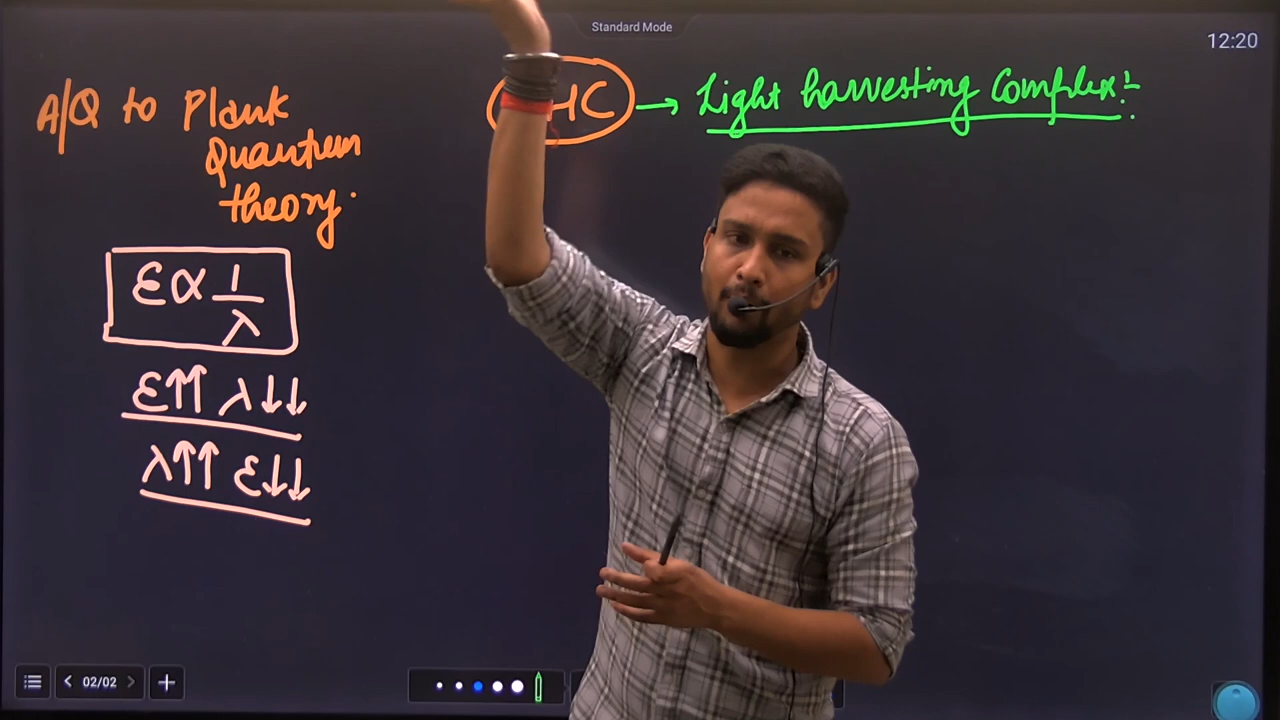 Standard Mode
12:20
A/Q to Plank
Quantum
theory.
HC → Light harvesting Complex:-
ε α 1/λ
ε↑↑ λ↓↓
λ↑↑ ε↓↓
02/02